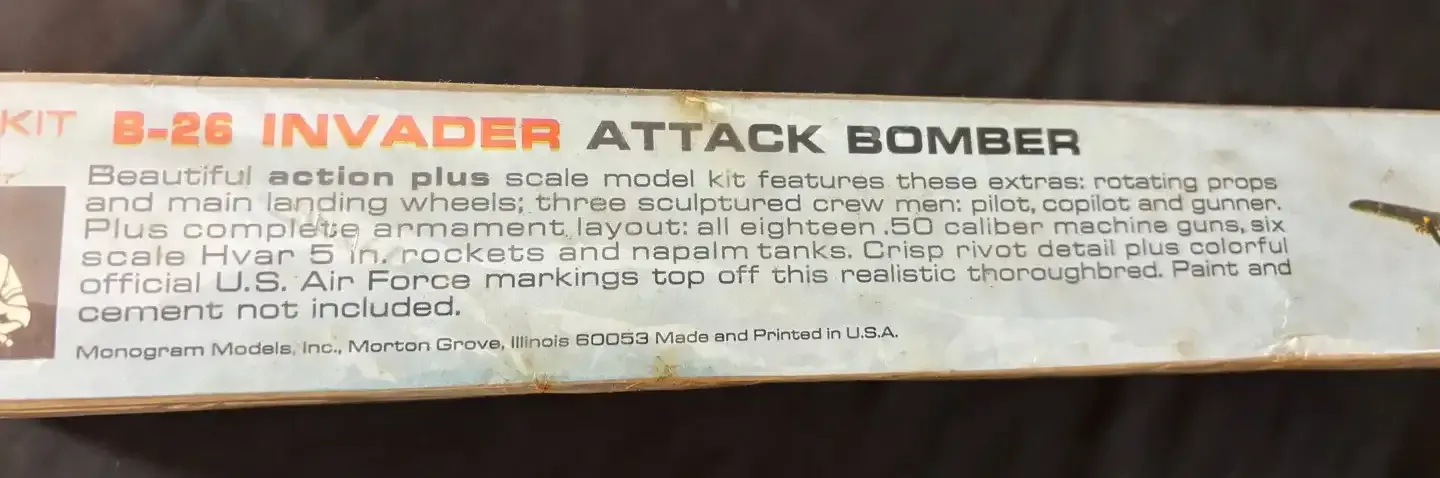 KIT B-26 INVADER ATTACK BOMBER
Beautiful action plus scale model kit features these extras: rotating props
and main landing wheels; three sculptured crew men: pilot, copilot and gunner.
Plus complete armament layout: all eighteen .50 caliber machine guns, six
scale Hvar 5 in. rockets and napalm tanks. Crisp rivot detail plus colorful
official U.S. Air Force markings top off this realistic thoroughbred. Paint and
cement not included.
Monogram Models, Inc., Morton Grove, Illinois 60053 Made and Printed in U.S.A.